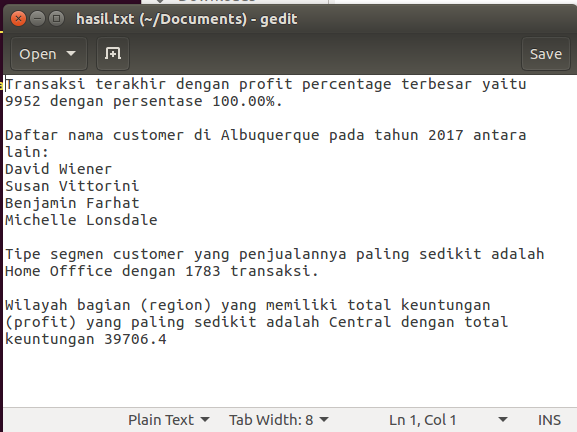 hasil.txt (~/Documents) - gedit
Open
Save
Transaksi terakhir dengan profit percentage terbesar yaitu
9952 dengan persentase 100.00%.
Daftar nama customer di Albuquerque pada tahun 2017 antara
lain:
David Wiener
Susan Vittorini
Benjamin Farhat
Michelle Lonsdale
Tipe segmen customer yang penjualannya paling sedikit adalah
Home Offfice dengan 1783 transaksi.
Wilayah bagian (region) yang memiliki total keuntungan
(profit) yang paling sedikit adalah Central dengan total
keuntungan 39706.4
Plain Text Tab Width: 8 Ln 1, Col 1 INS